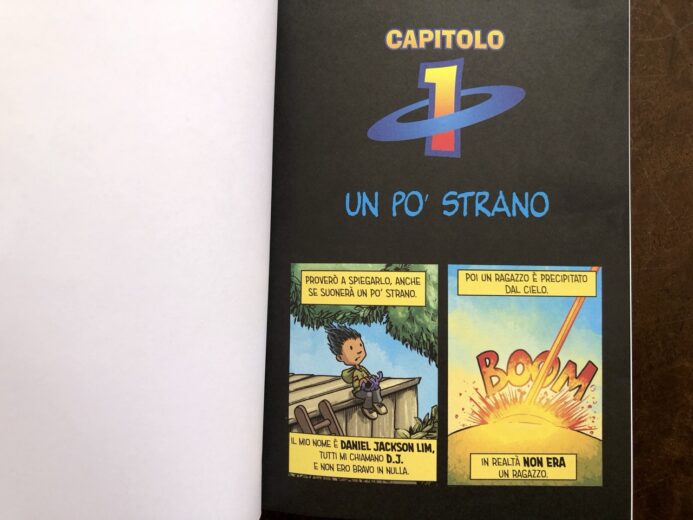 CAPITOLO
1
UN PO' STRANO
PROVERÒ A SPIEGARLO, ANCHE
SE SUONERÀ UN PO' STRANO.
IL MIO NOME È DANIEL JACKSON LIM,
TUTTI MI CHIAMANO D.J.
E NON ERO BRAVO IN NULLA.
POI UN RAGAZZO È PRECIPITATO
DAL CIELO.
BOOM
IN REALTÀ NON ERA
UN RAGAZZO.